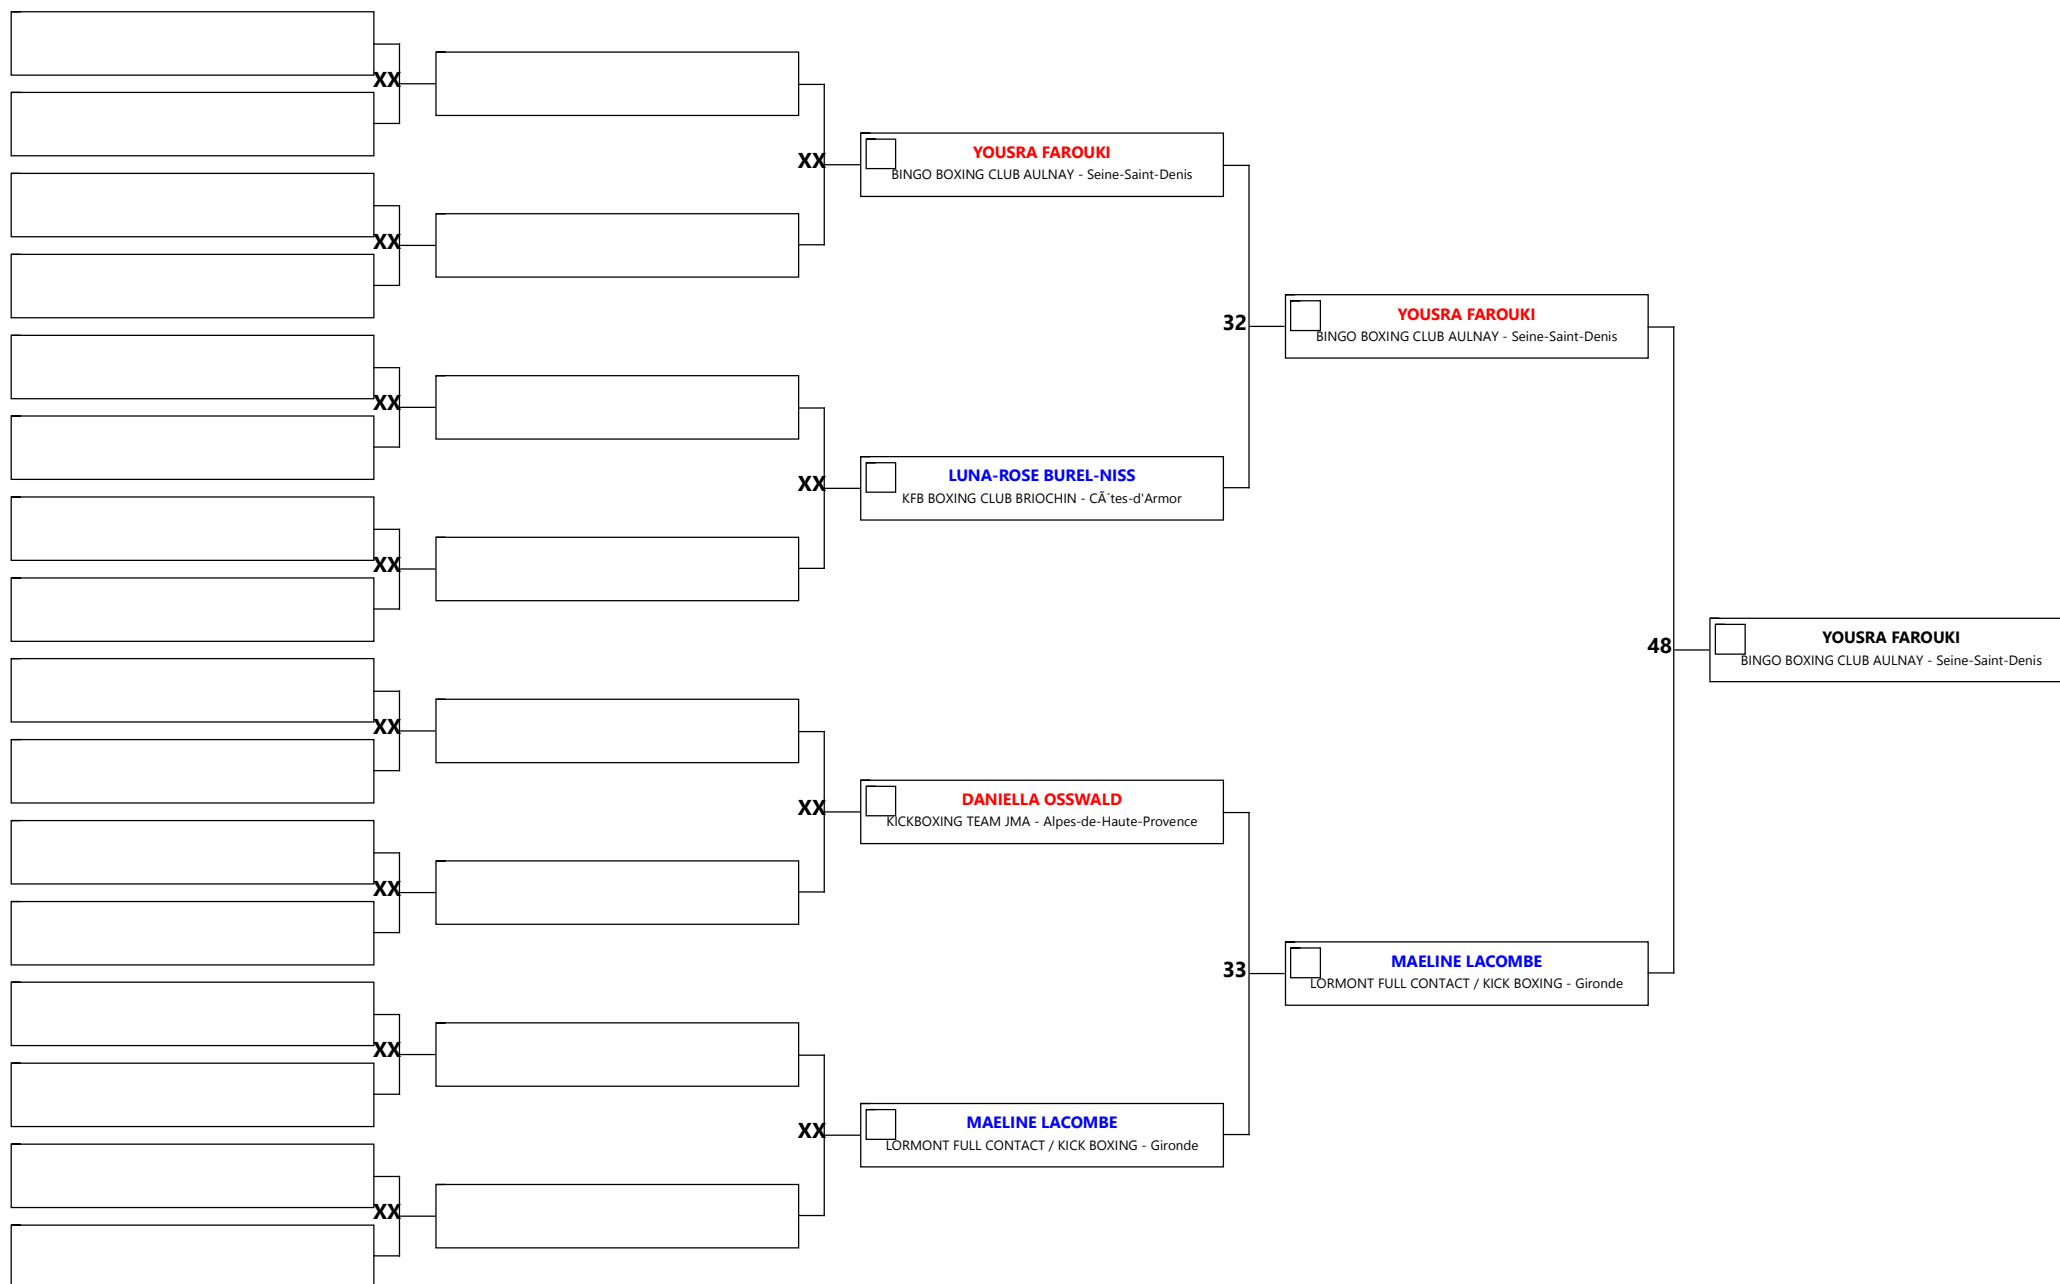 XX
XX
XX
YOUSRA FAROUKI
BINGO BOXING CLUB AULNAY - Seine-Saint-Denis
XX
32
YOUSRA FAROUKI
BINGO BOXING CLUB AULNAY - Seine-Saint-Denis
XX
XX
LUNA-ROSE BUREL-NISS
KFB BOXING CLUB BRIOCHIN - CÃ´tes-d'Armor
XX
48
YOUSRA FAROUKI
BINGO BOXING CLUB AULNAY - Seine-Saint-Denis
XX
XX
DANIELLA OSSWALD
KICKBOXING TEAM JMA - Alpes-de-Haute-Provence
XX
33
MAELINE LACOMBE
LORMONT FULL CONTACT / KICK BOXING - Gironde
XX
XX
MAELINE LACOMBE
LORMONT FULL CONTACT / KICK BOXING - Gironde
XX